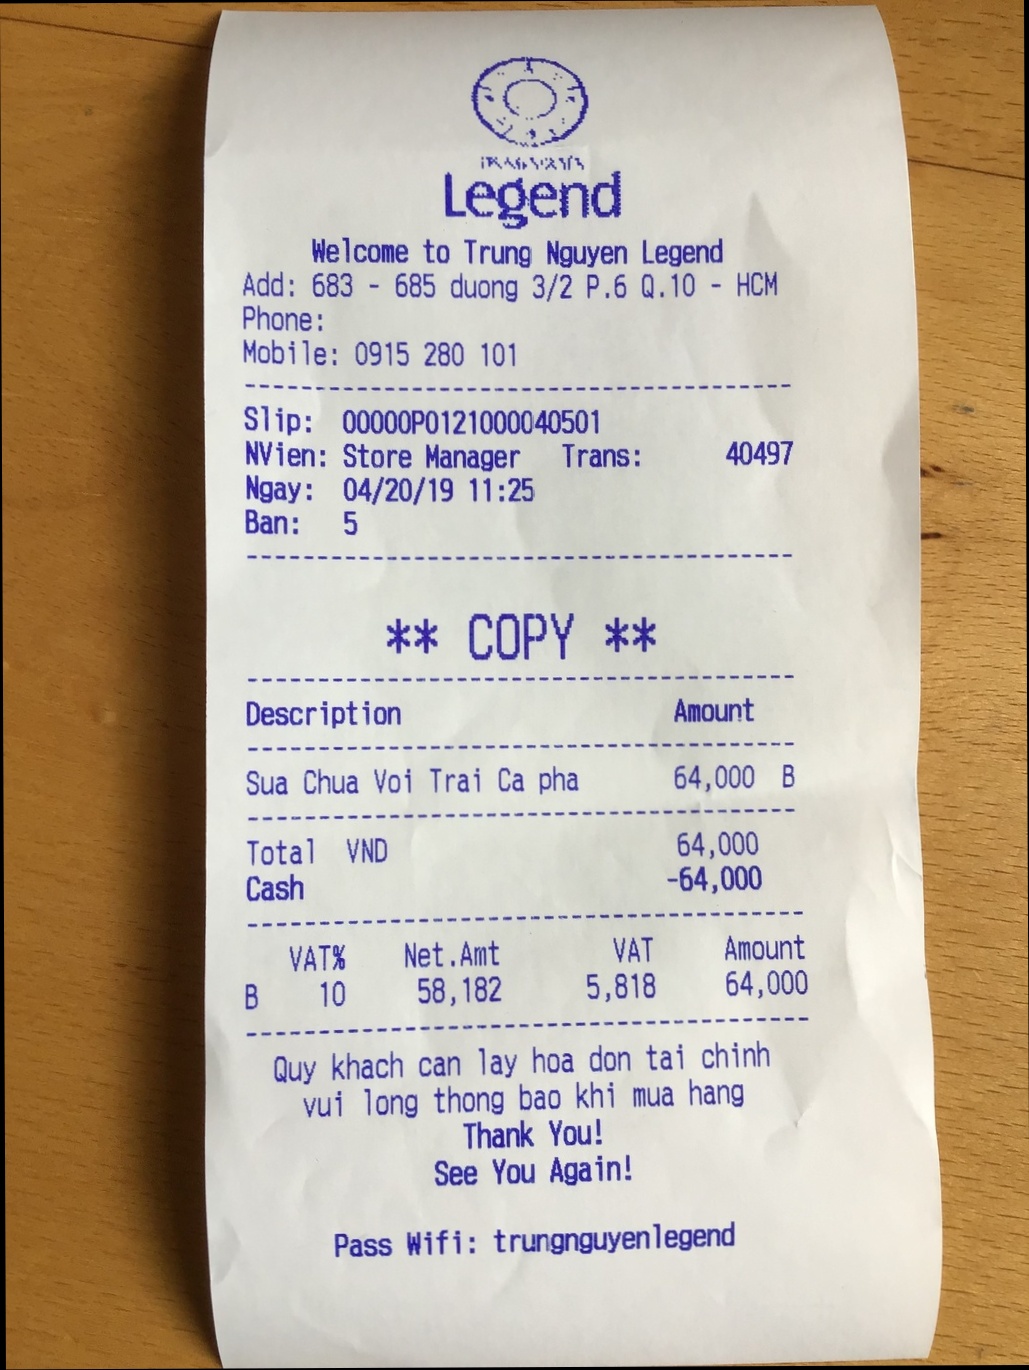 Legend
Welcome to Trung Nguyen Legend
Add: 683 - 685 duong 3/2 P.6 Q.10 - HCM
Phone:
Mobile: 0915 280 101
Slip: 00000P0121000040501
NVien: Store Manager Trans: 40497
Ngay: 04/20/19 11:25
Ban: 5
** COPY **
Description Amount
Sua Chua Voi Trai Ca pha 64,000 B
Total VND 64,000
Cash -64,000
VAT% Net.Amt VAT Amount
B 10 58,182 5,818 64,000
Quy khach can lay hoa don tai chinh
vui long thong bao khi mua hang
Thank You!
See You Again!
Pass Wifi: trungnguyenlegend